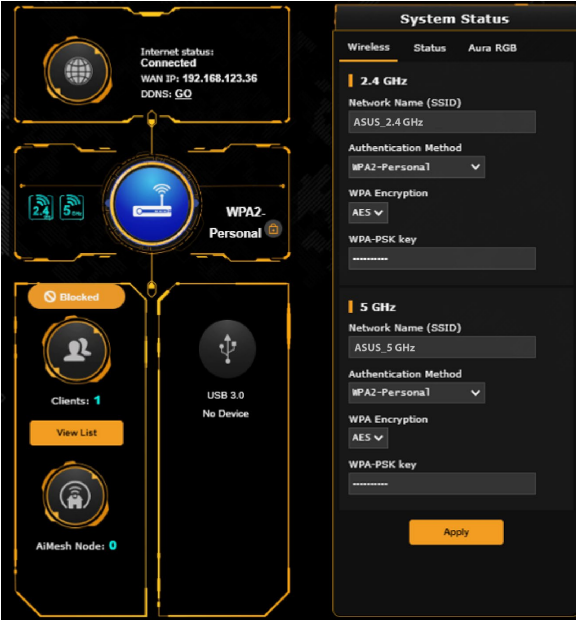 Internet status:
Connected
WAN IP: 192.168.123.36
DDNS: GO
2.4
5 GHz
WPA2-
Personal
Blocked
Clients: 1
View List
AiMesh Node: 0
USB 3.0
No Device
System Status
Wireless Status Aura RGB
2.4 GHz
Network Name (SSID)
ASUS_2.4 GHz
Authentication Method
WPA2-Personal
WPA Encryption
AES
WPA-PSK key
----------
5 GHz
Network Name (SSID)
ASUS_5 GHz
Authentication Method
WPA2-Personal
WPA Encryption
AES
WPA-PSK key
----------
Apply